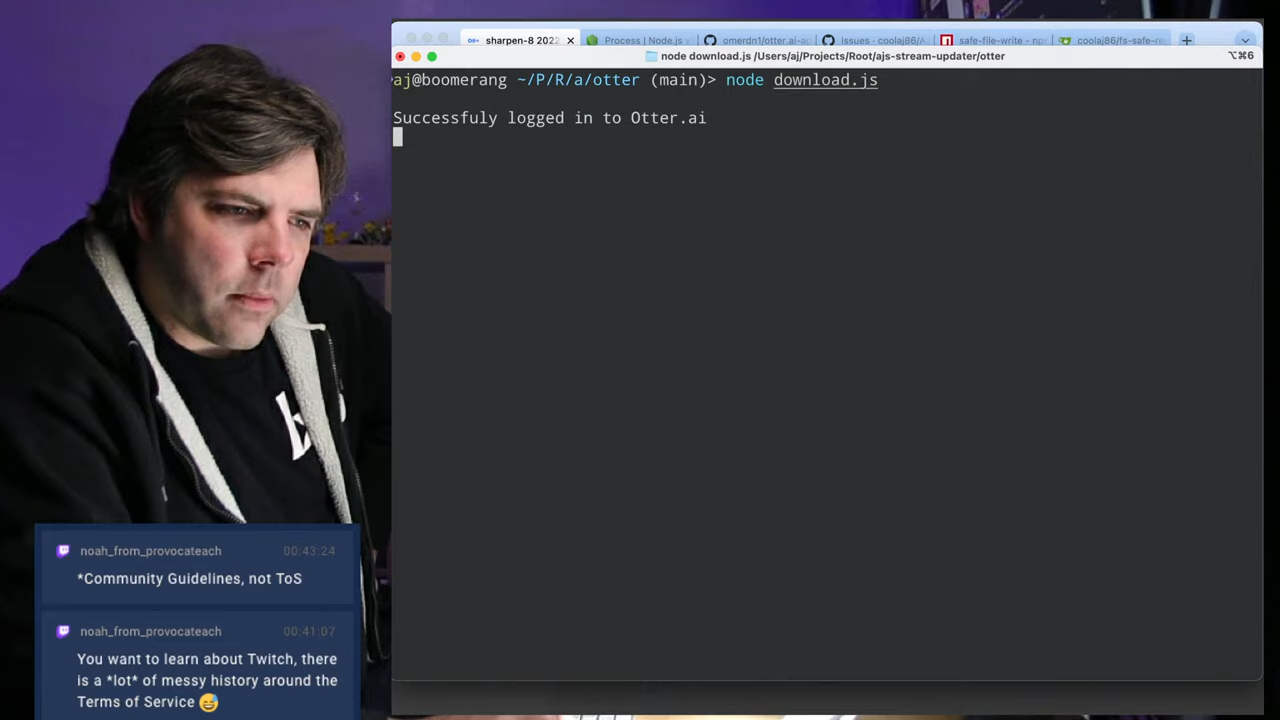 sharpen-8 2022
Process | Node.js
omerdn1/otter.ai-ap
Issues · coolaj86/
safe-file-write - np
coolaj86/fs-safe-re
node download.js /Users/aj/Projects/Root/ajs-stream-updater/otter
⌥⌘6
aj@boomerang ~/P/R/a/otter (main)> node download.js
Successfuly logged in to Otter.ai
noah_from_provocateach 00:43:24
*Community Guidelines, not ToS
noah_from_provocateach 00:41:07
You want to learn about Twitch, there
is a *lot* of messy history around the
Terms of Service 😅